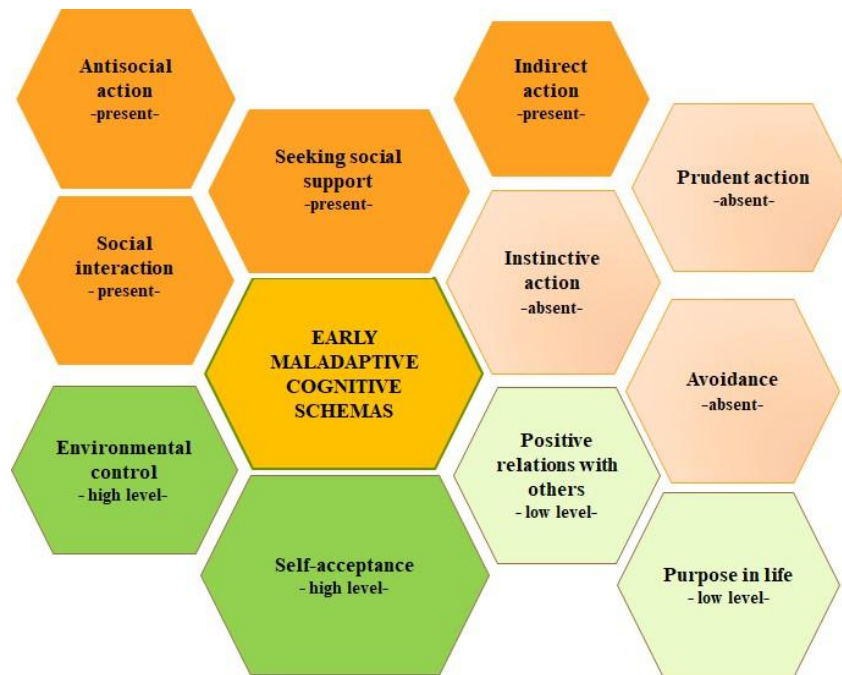 Antisocial
action
-present-
Indirect
action
-present-
Seeking social
support
-present-
Prudent action
-absent-
Social
interaction
- present-
Instinctive
action
-absent-
EARLY
MALADAPTIVE
COGNITIVE
SCHEMAS
Avoidance
-absent-
Environmental
control
- high level-
Positive
relations with
others
- low level-
Self-acceptance
- high level-
Purpose in life
- low level-